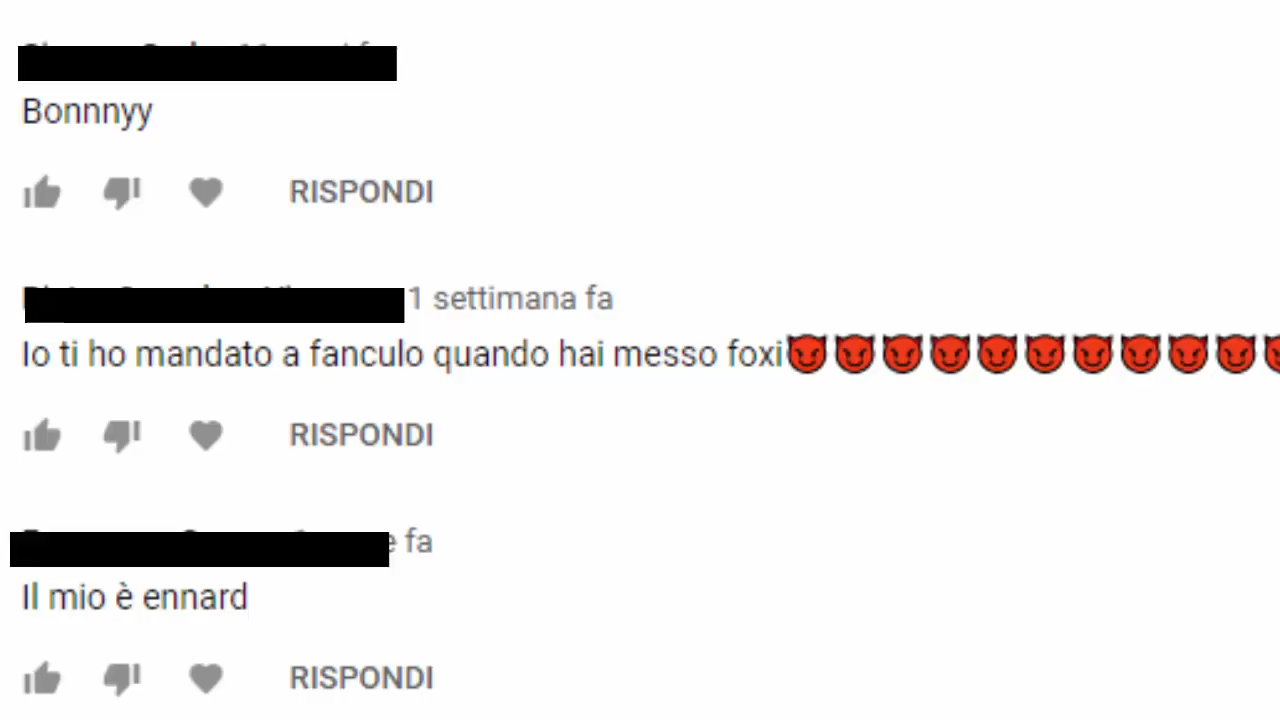 Bonnnyy
RISPONDI
1 settimana fa
Io ti ho mandato a fanculo quando hai messo foxi😈😈😈😈😈😈😈😈😈😈😈
RISPONDI
fa
Il mio è ennard
RISPONDI